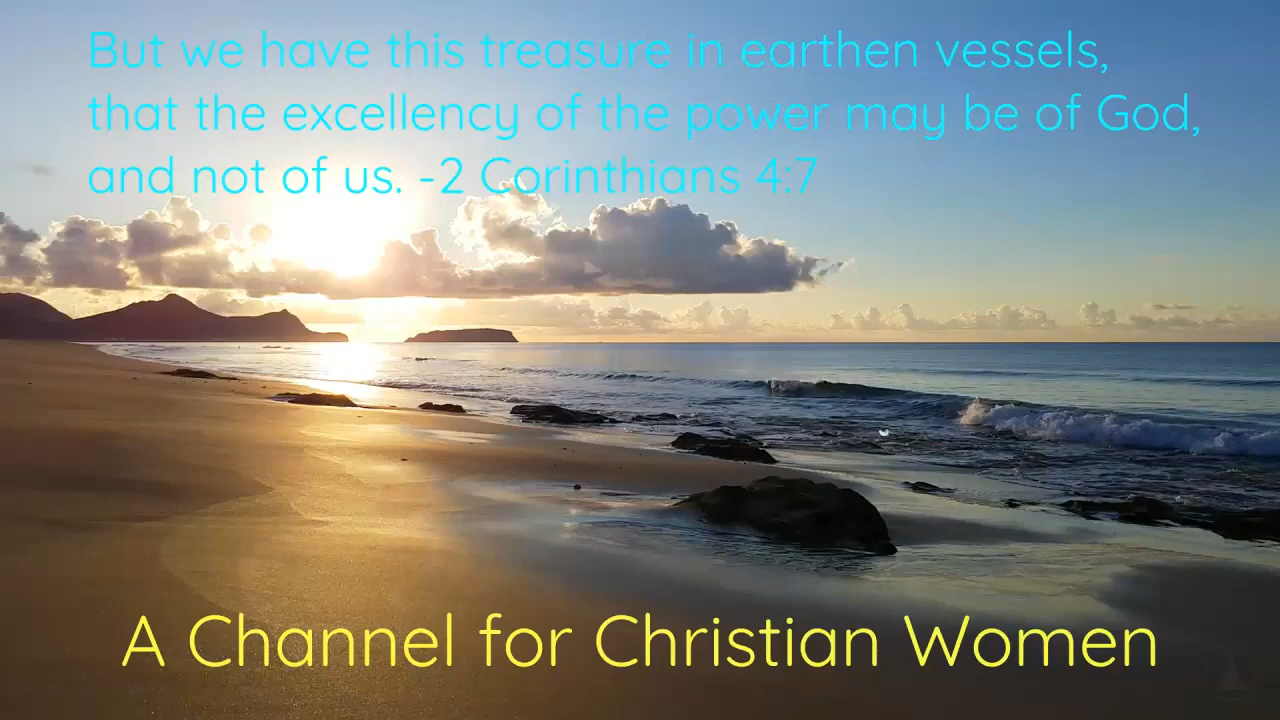 But we have this treasure in earthen vessels,
that the excellency of the power may be of God,
and not of us. -2 Corinthians 4:7
A Channel for Christian Women